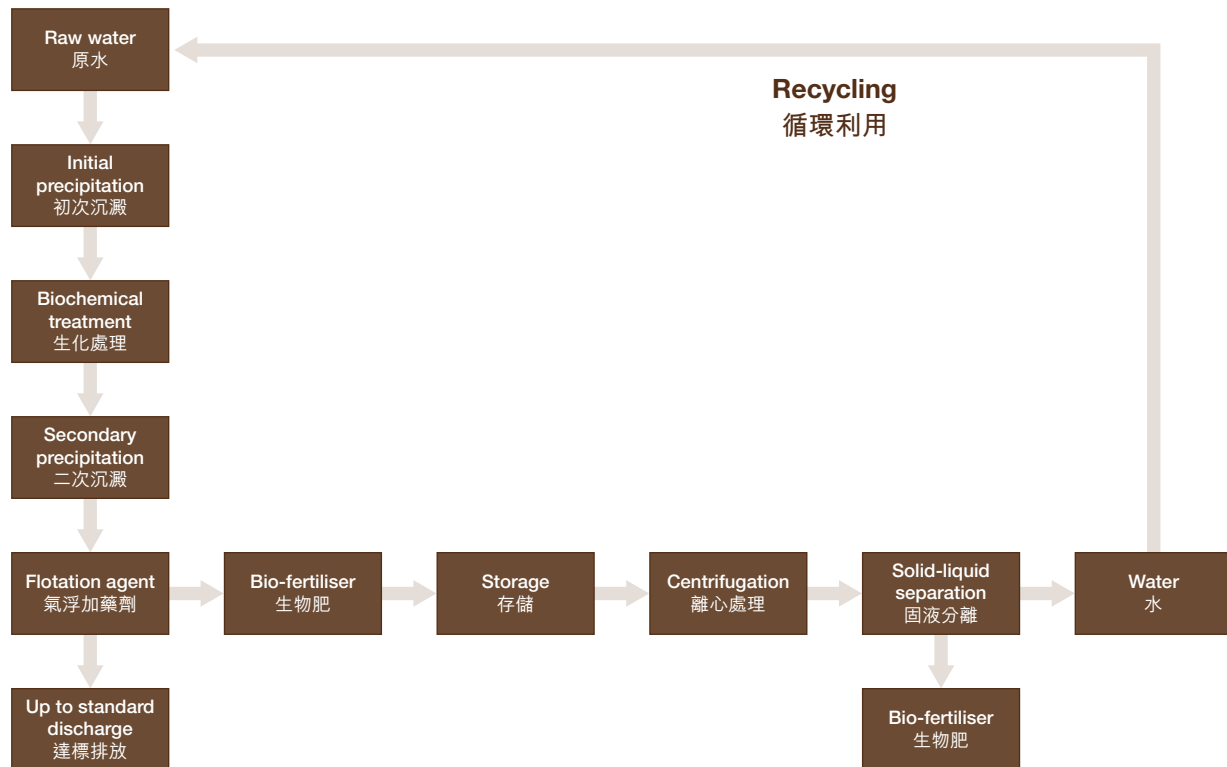 Raw water
原水
Recycling
循環利用
Initial
precipitation
初次沉澱
Biochemical
treatment
生化處理
Secondary
precipitation
二次沉澱
Flotation agent
氣浮加藥劑
Bio-fertiliser
生物肥
Storage
存儲
Centrifugation
離心處理
Solid-liquid
separation
固液分離
Water
水
Up to standard
discharge
達標排放
Bio-fertiliser
生物肥